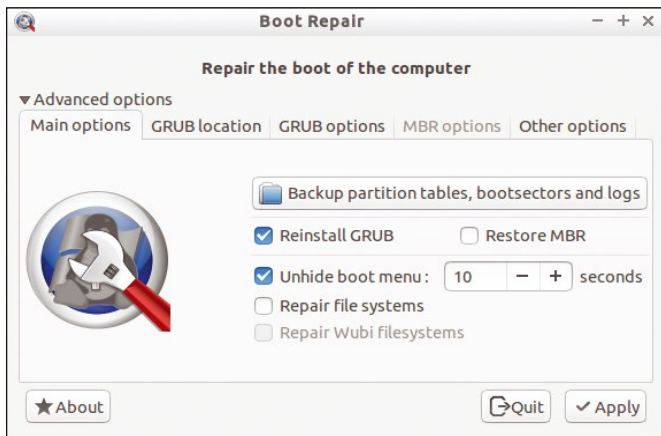 Boot Repair
Repair the boot of the computer
Advanced options
Main options GRUB location GRUB options MBR options Other options
Backup partition tables, bootsectors and logs
Reinstall GRUB Restore MBR
Unhide boot menu : 10 − + seconds
Repair file systems
Repair Wubi filesystems
About Quit Apply